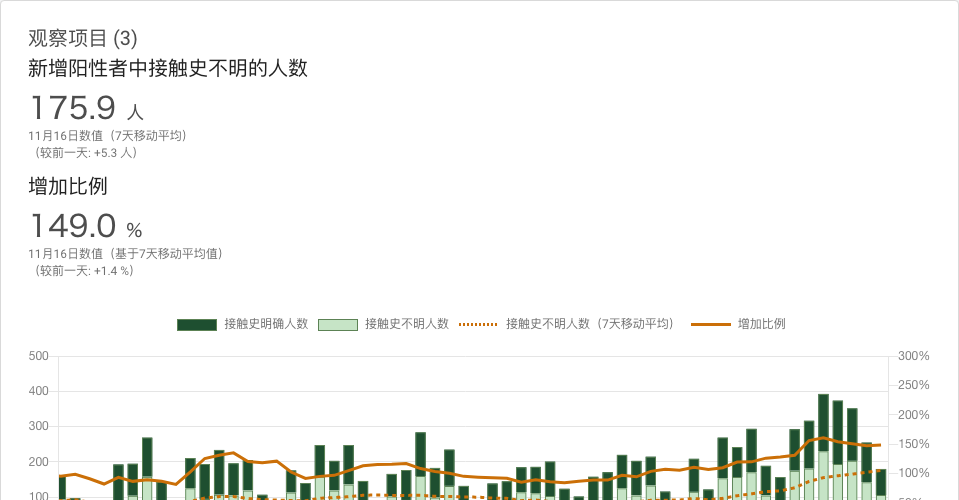 观察项目 (3)
新增阳性者中接触史不明的人数
175.9 人
11月16日数值（7天移动平均）
（较前一天: +5.3 人）
增加比例
149.0 %
11月16日数值（基于7天移动平均值）
（较前一天: +1.4 %）
接触史明确人数 接触史不明人数 接触史不明人数（7天移动平均） 增加比例
500 300%
250%
400
200%
300
150%
200
100%
100
50%